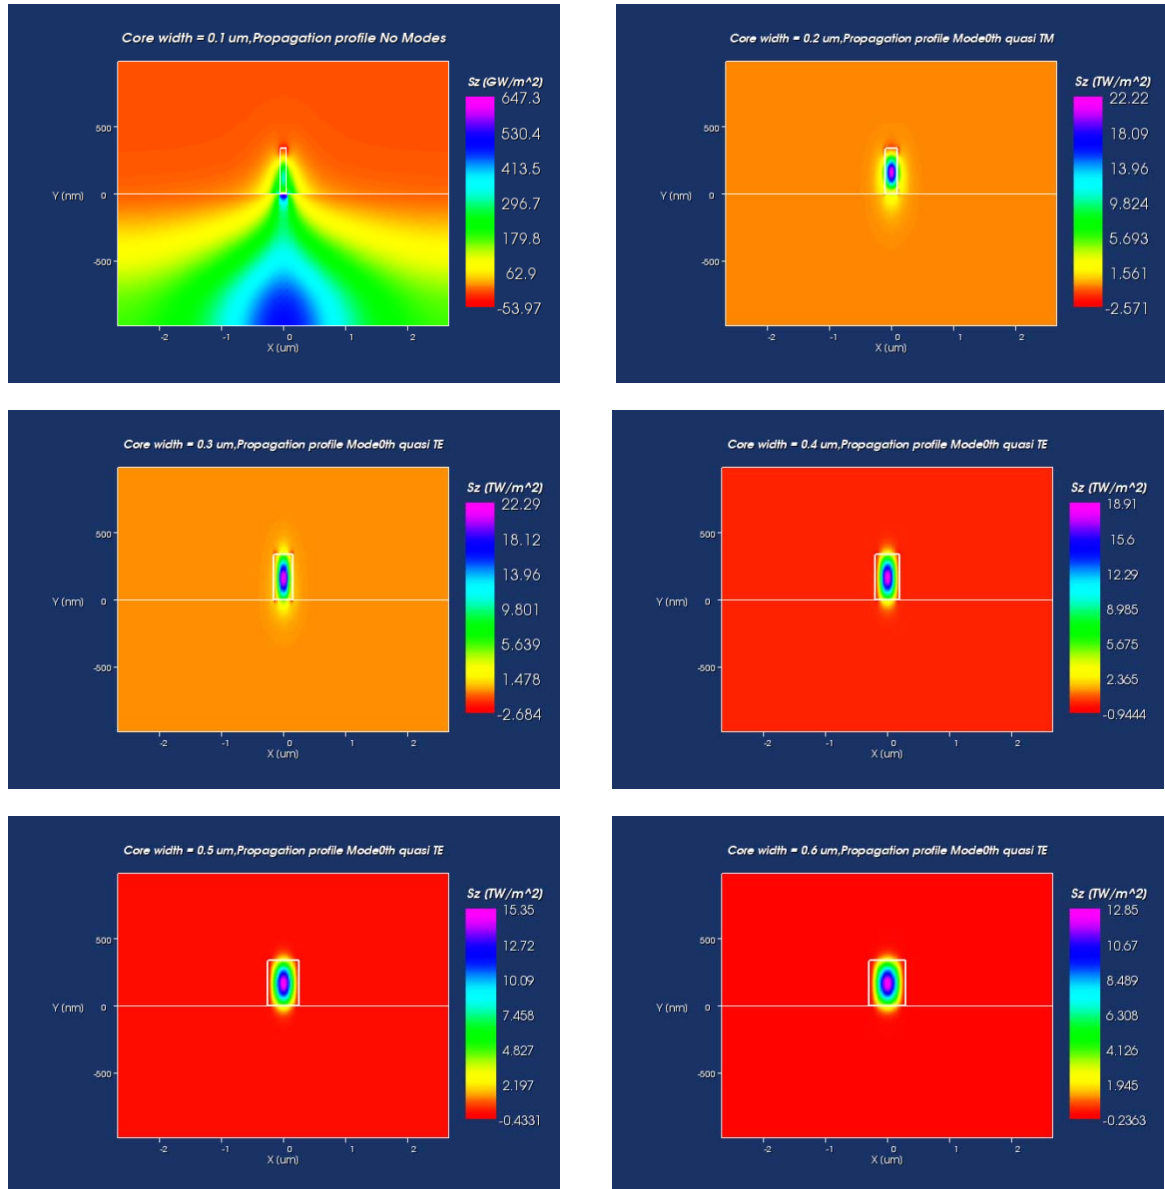 Core width = 0.1 um,Propagation profile No Modes
Sz (GW/m^2)
647.3
530.4
413.5
296.7
179.8
62.9
-53.97
500
Y (nm) 0
-500
-2 -1 0 1 2
X (um)
Core width = 0.2 um,Propagation profile Mode0th quasi TM
Sz (TW/m^2)
22.22
18.09
13.96
9.824
5.693
1.561
-2.571
500
Y (nm) 0
-500
-2 -1 0 1 2
X (um)
Core width = 0.3 um,Propagation profile Mode0th quasi TE
Sz (TW/m^2)
22.29
18.12
13.96
9.801
5.639
1.478
-2.684
500
Y (nm) 0
-500
-2 -1 0 1 2
X (um)
Core width = 0.4 um,Propagation profile Mode0th quasi TE
Sz (TW/m^2)
18.91
15.6
12.29
8.985
5.675
2.365
-0.9444
500
Y (nm) 0
-500
-2 -1 0 1 2
X (um)
Core width = 0.5 um,Propagation profile Mode0th quasi TE
Sz (TW/m^2)
15.35
12.72
10.09
7.458
4.827
2.197
-0.4331
500
Y (nm) 0
-500
-2 -1 0 1 2
X (um)
Core width = 0.6 um,Propagation profile Mode0th quasi TE
Sz (TW/m^2)
12.85
10.67
8.489
6.308
4.126
1.945
-0.2363
500
Y (nm) 0
-500
-2 -1 0 1 2
X (um)